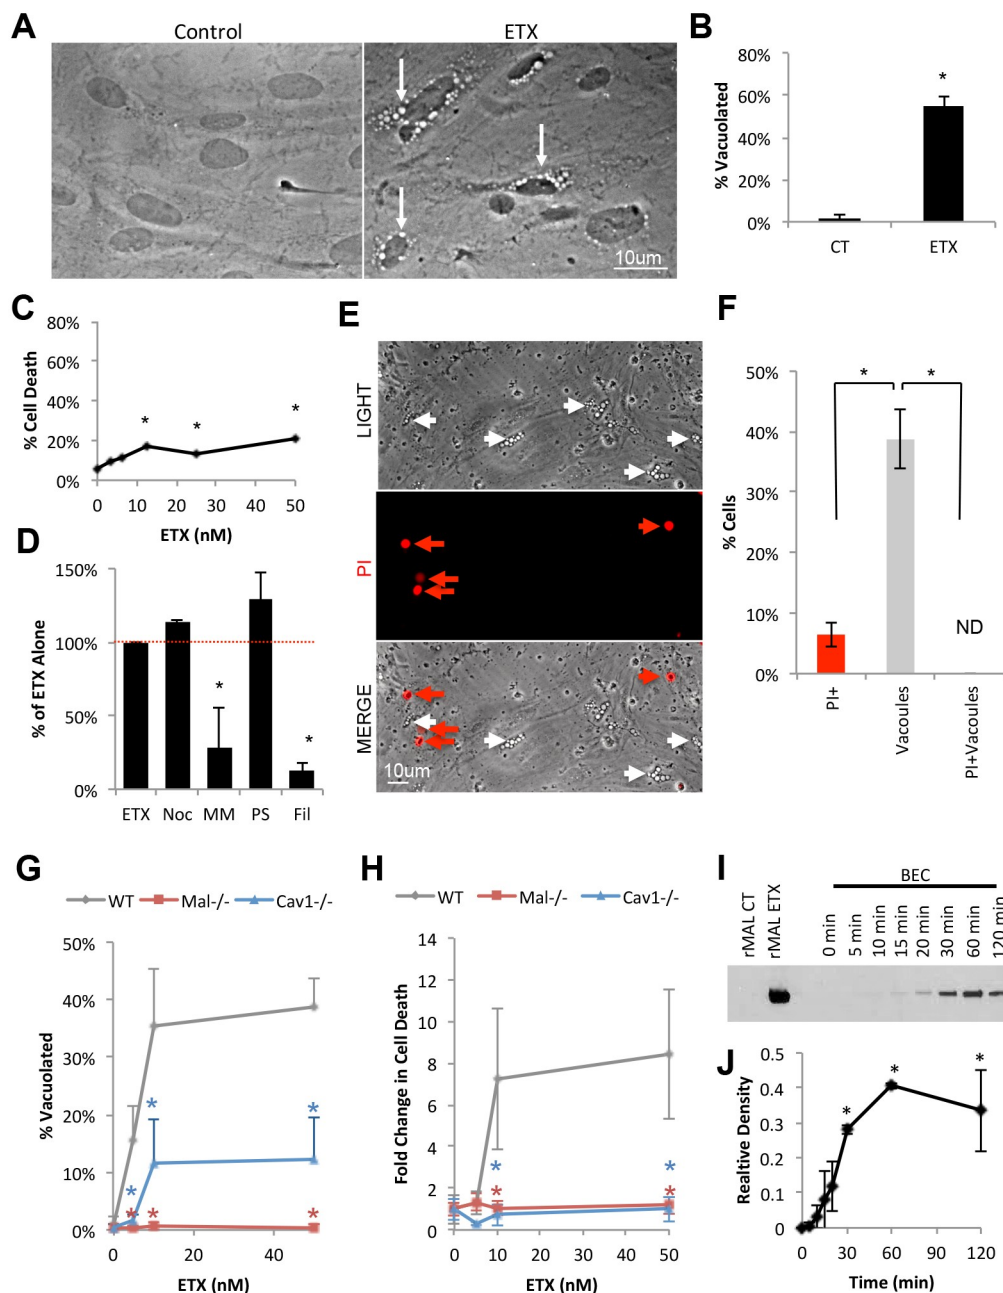 A
Control
ETX
10um
B
% Vacuolated
80%
60%
40%
20%
0%
*
CT
ETX
C
% Cell Death
80%
60%
40%
20%
0%
* * *
0 10 20 30 40 50
ETX (nM)
D
% of ETX Alone
150%
100%
50%
0%
* *
ETX Noc MM PS Fil
E
LIGHT
PI
MERGE
10um
F
% Cells
50%
40%
30%
20%
10%
0%
* *
ND
PI+
Vacoules
PI+Vacoules
G
WT Mal-/- Cav1-/-
% Vacuolated
50%
40%
30%
20%
10%
0%
* * *
* * *
0 20 40
ETX (nM)
H
WT Mal-/- Cav1-/-
Fold Change in Cell Death
14
12
10
8
6
4
2
0
* *
* *
0 10 20 30 40 50
ETX (nM)
I
rMAL CT
rMAL ETX
BEC
0 min
5 min
10 min
15 min
20 min
30 min
60 min
120 min
J
Realtive Density
0.5
0.4
0.3
0.2
0.1
0
* * *
0 30 60 90 120
Time (min)